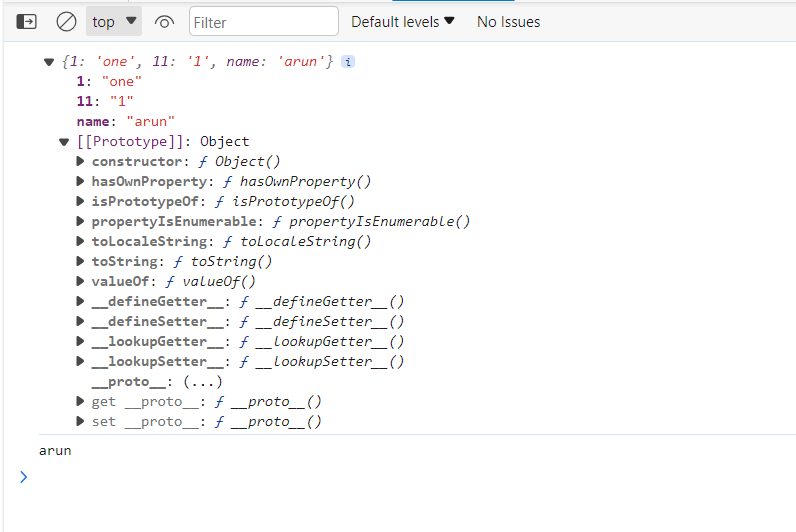 top Filter Default levels No Issues
{1: 'one', 11: '1', name: 'arun'} i
1: "one"
11: "1"
name: "arun"
[[Prototype]]: Object
constructor: ƒ Object()
hasOwnProperty: ƒ hasOwnProperty()
isPrototypeOf: ƒ isPrototypeOf()
propertyIsEnumerable: ƒ propertyIsEnumerable()
toLocaleString: ƒ toLocaleString()
toString: ƒ toString()
valueOf: ƒ valueOf()
__defineGetter__: ƒ __defineGetter__()
__defineSetter__: ƒ __defineSetter__()
__lookupGetter__: ƒ __lookupGetter__()
__lookupSetter__: ƒ __lookupSetter__()
__proto__: (...)
get __proto__: ƒ __proto__()
set __proto__: ƒ __proto__()
arun